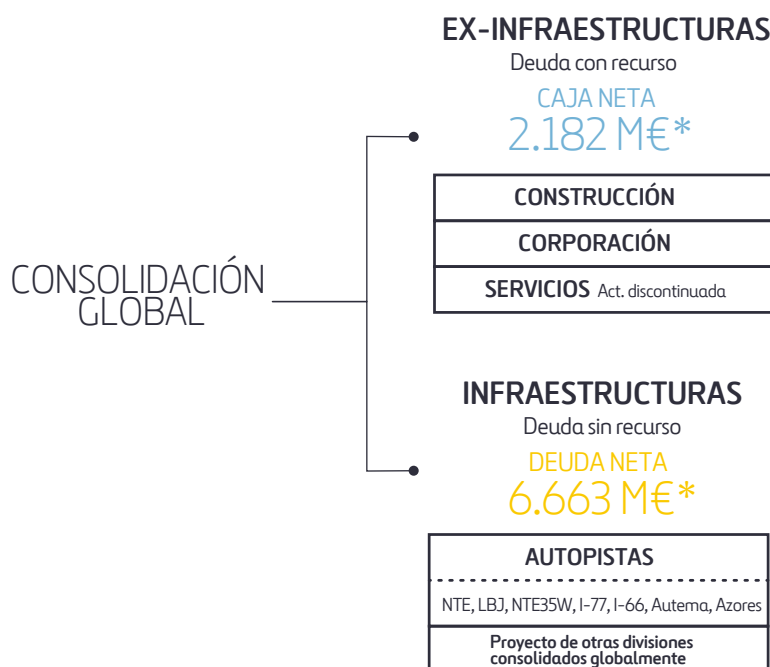 EX-INFRAESTRUCTURAS
Deuda con recurso
CAJA NETA
2.182 M€*
CONSTRUCCIÓN
CORPORACIÓN
SERVICIOS Act. discontinuada
CONSOLIDACIÓN
GLOBAL
INFRAESTRUCTURAS
Deuda sin recurso
DEUDA NETA
6.663 M€*
AUTOPISTAS
NTE, LBJ, NTE35W, I-77, I-66, Autema, Azores
Proyecto de otras divisiones
consolidados globalmente